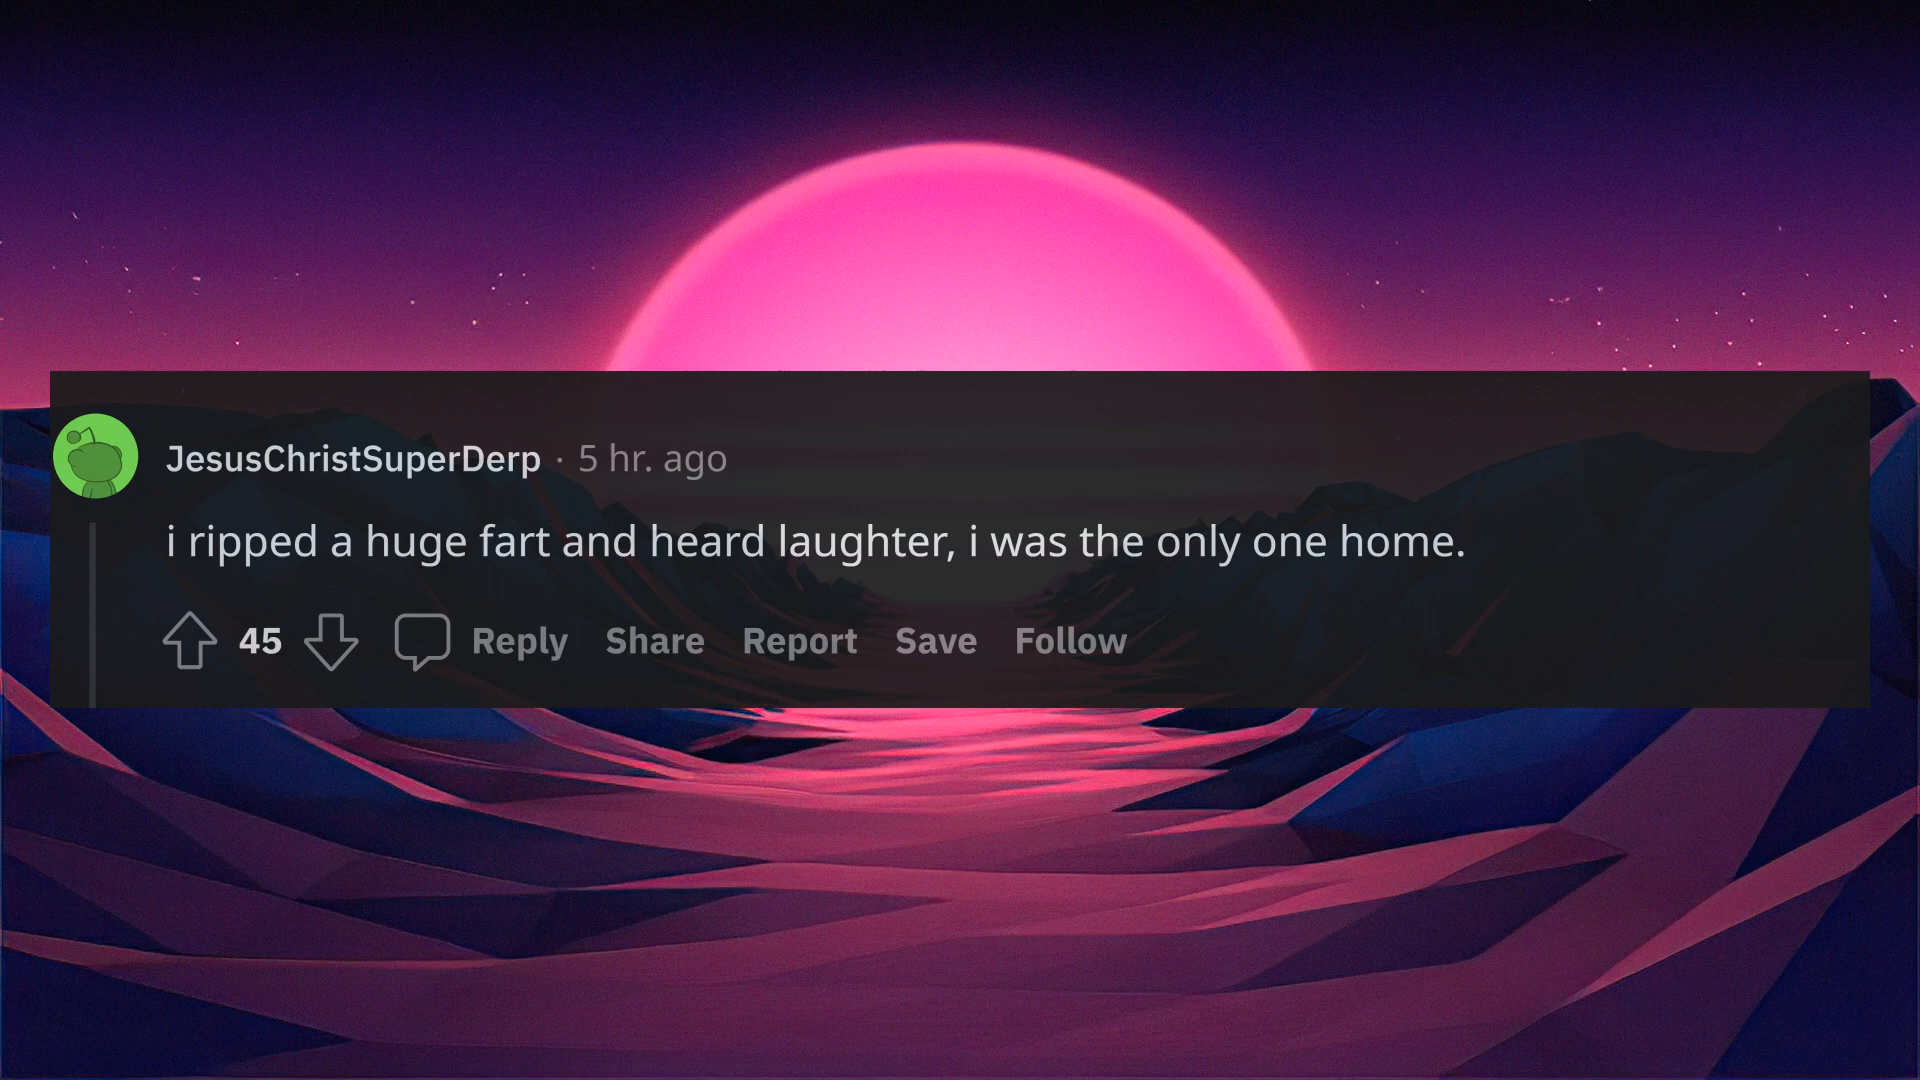 JesusChristSuperDerp · 5 hr. ago
i ripped a huge fart and heard laughter, i was the only one home.
45 Reply Share Report Save Follow